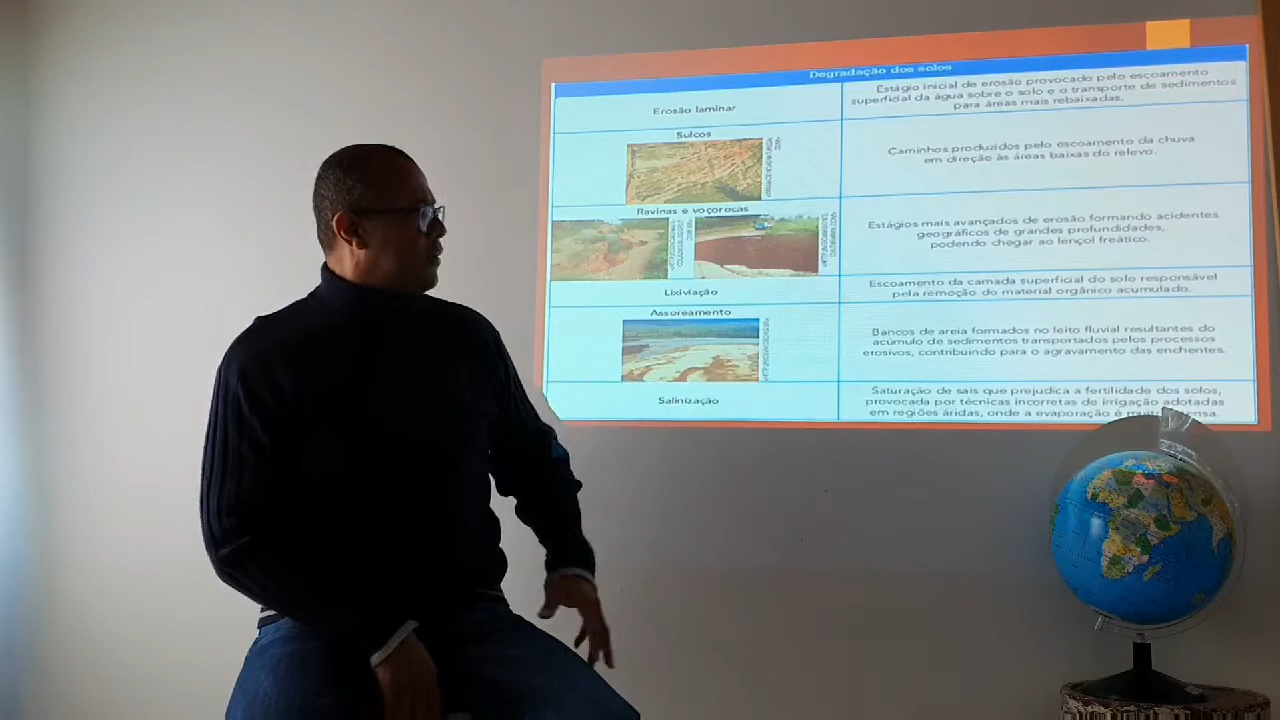 Degradação dos solos
Erosão laminar
Estágio inicial de erosão provocado pelo escoamento
superficial da água sobre o solo e o transporte de sedimentos
para áreas mais rebaixadas.
Sulcos
Caminhos produzidos pelo escoamento da chuva
em direção às áreas baixas do relevo.
Ravinas e voçorocas
Estágios mais avançados de erosão formando acidentes
geográficos de grandes profundidades,
podendo chegar ao lençol freático.
Lixiviação
Escoamento da camada superficial do solo responsável
pela remoção do material orgânico acumulado.
Assoreamento
Bancos de areia formados no leito fluvial resultantes do
acúmulo de sedimentos transportados pelos processos
erosivos, contribuindo para o agravamento das enchentes.
Salinização
Saturação de sais que prejudica a fertilidade dos solos,
provocada por técnicas incorretas de irrigação adotadas
em regiões áridas, onde a evaporação é